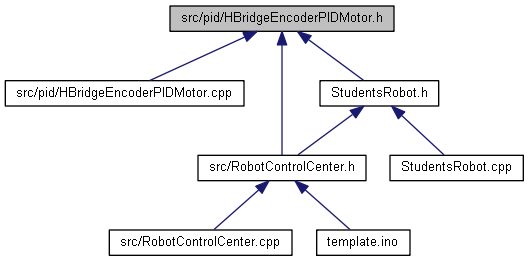 src/pid/HBridgeEncoderPIDMotor.h
src/pid/HBridgeEncoderPIDMotor.cpp
StudentsRobot.h
src/RobotControlCenter.h
StudentsRobot.cpp
src/RobotControlCenter.cpp
template.ino